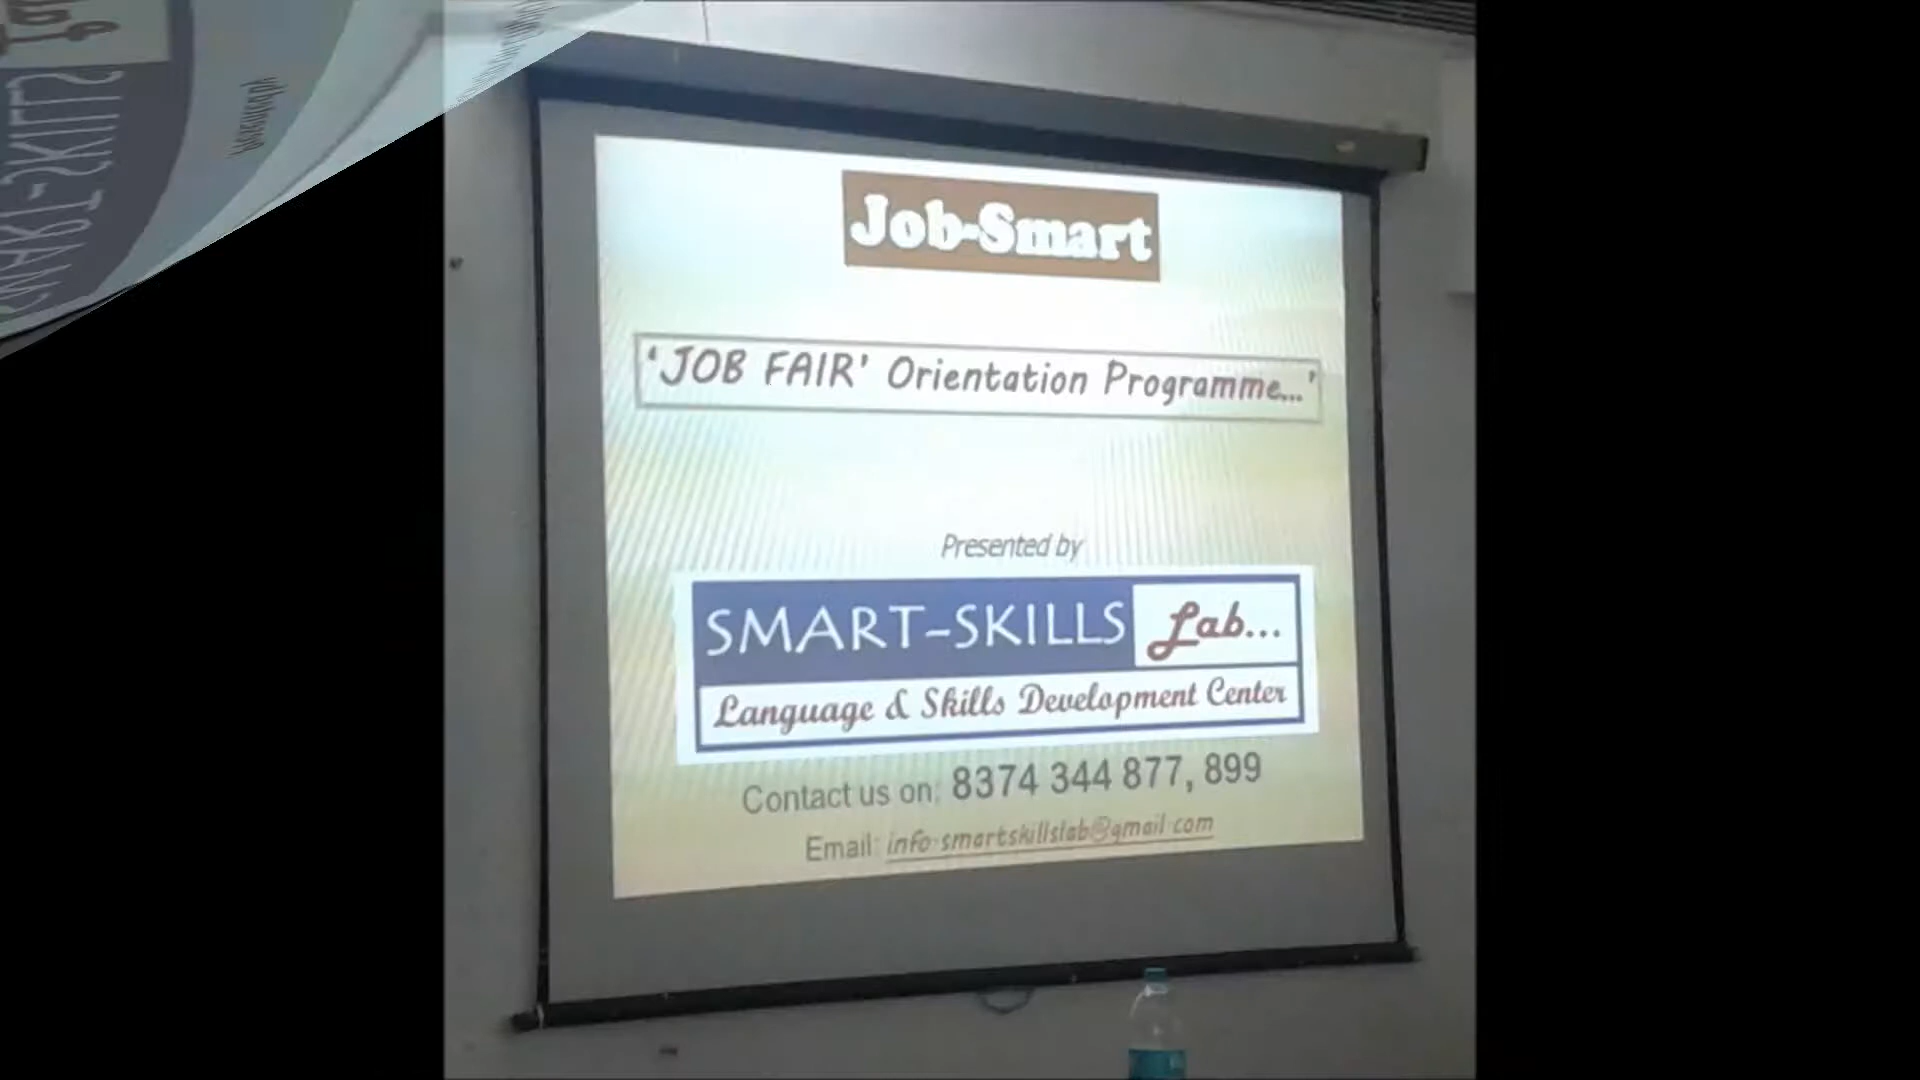 Job-Smart
‘JOB FAIR’ Orientation Programme...’
Presented by
SMART-SKILLS Lab...
Language & Skills Development Center
Contact us on: 8374 344 877, 899
Email: info.smartskillslab@gmail.com